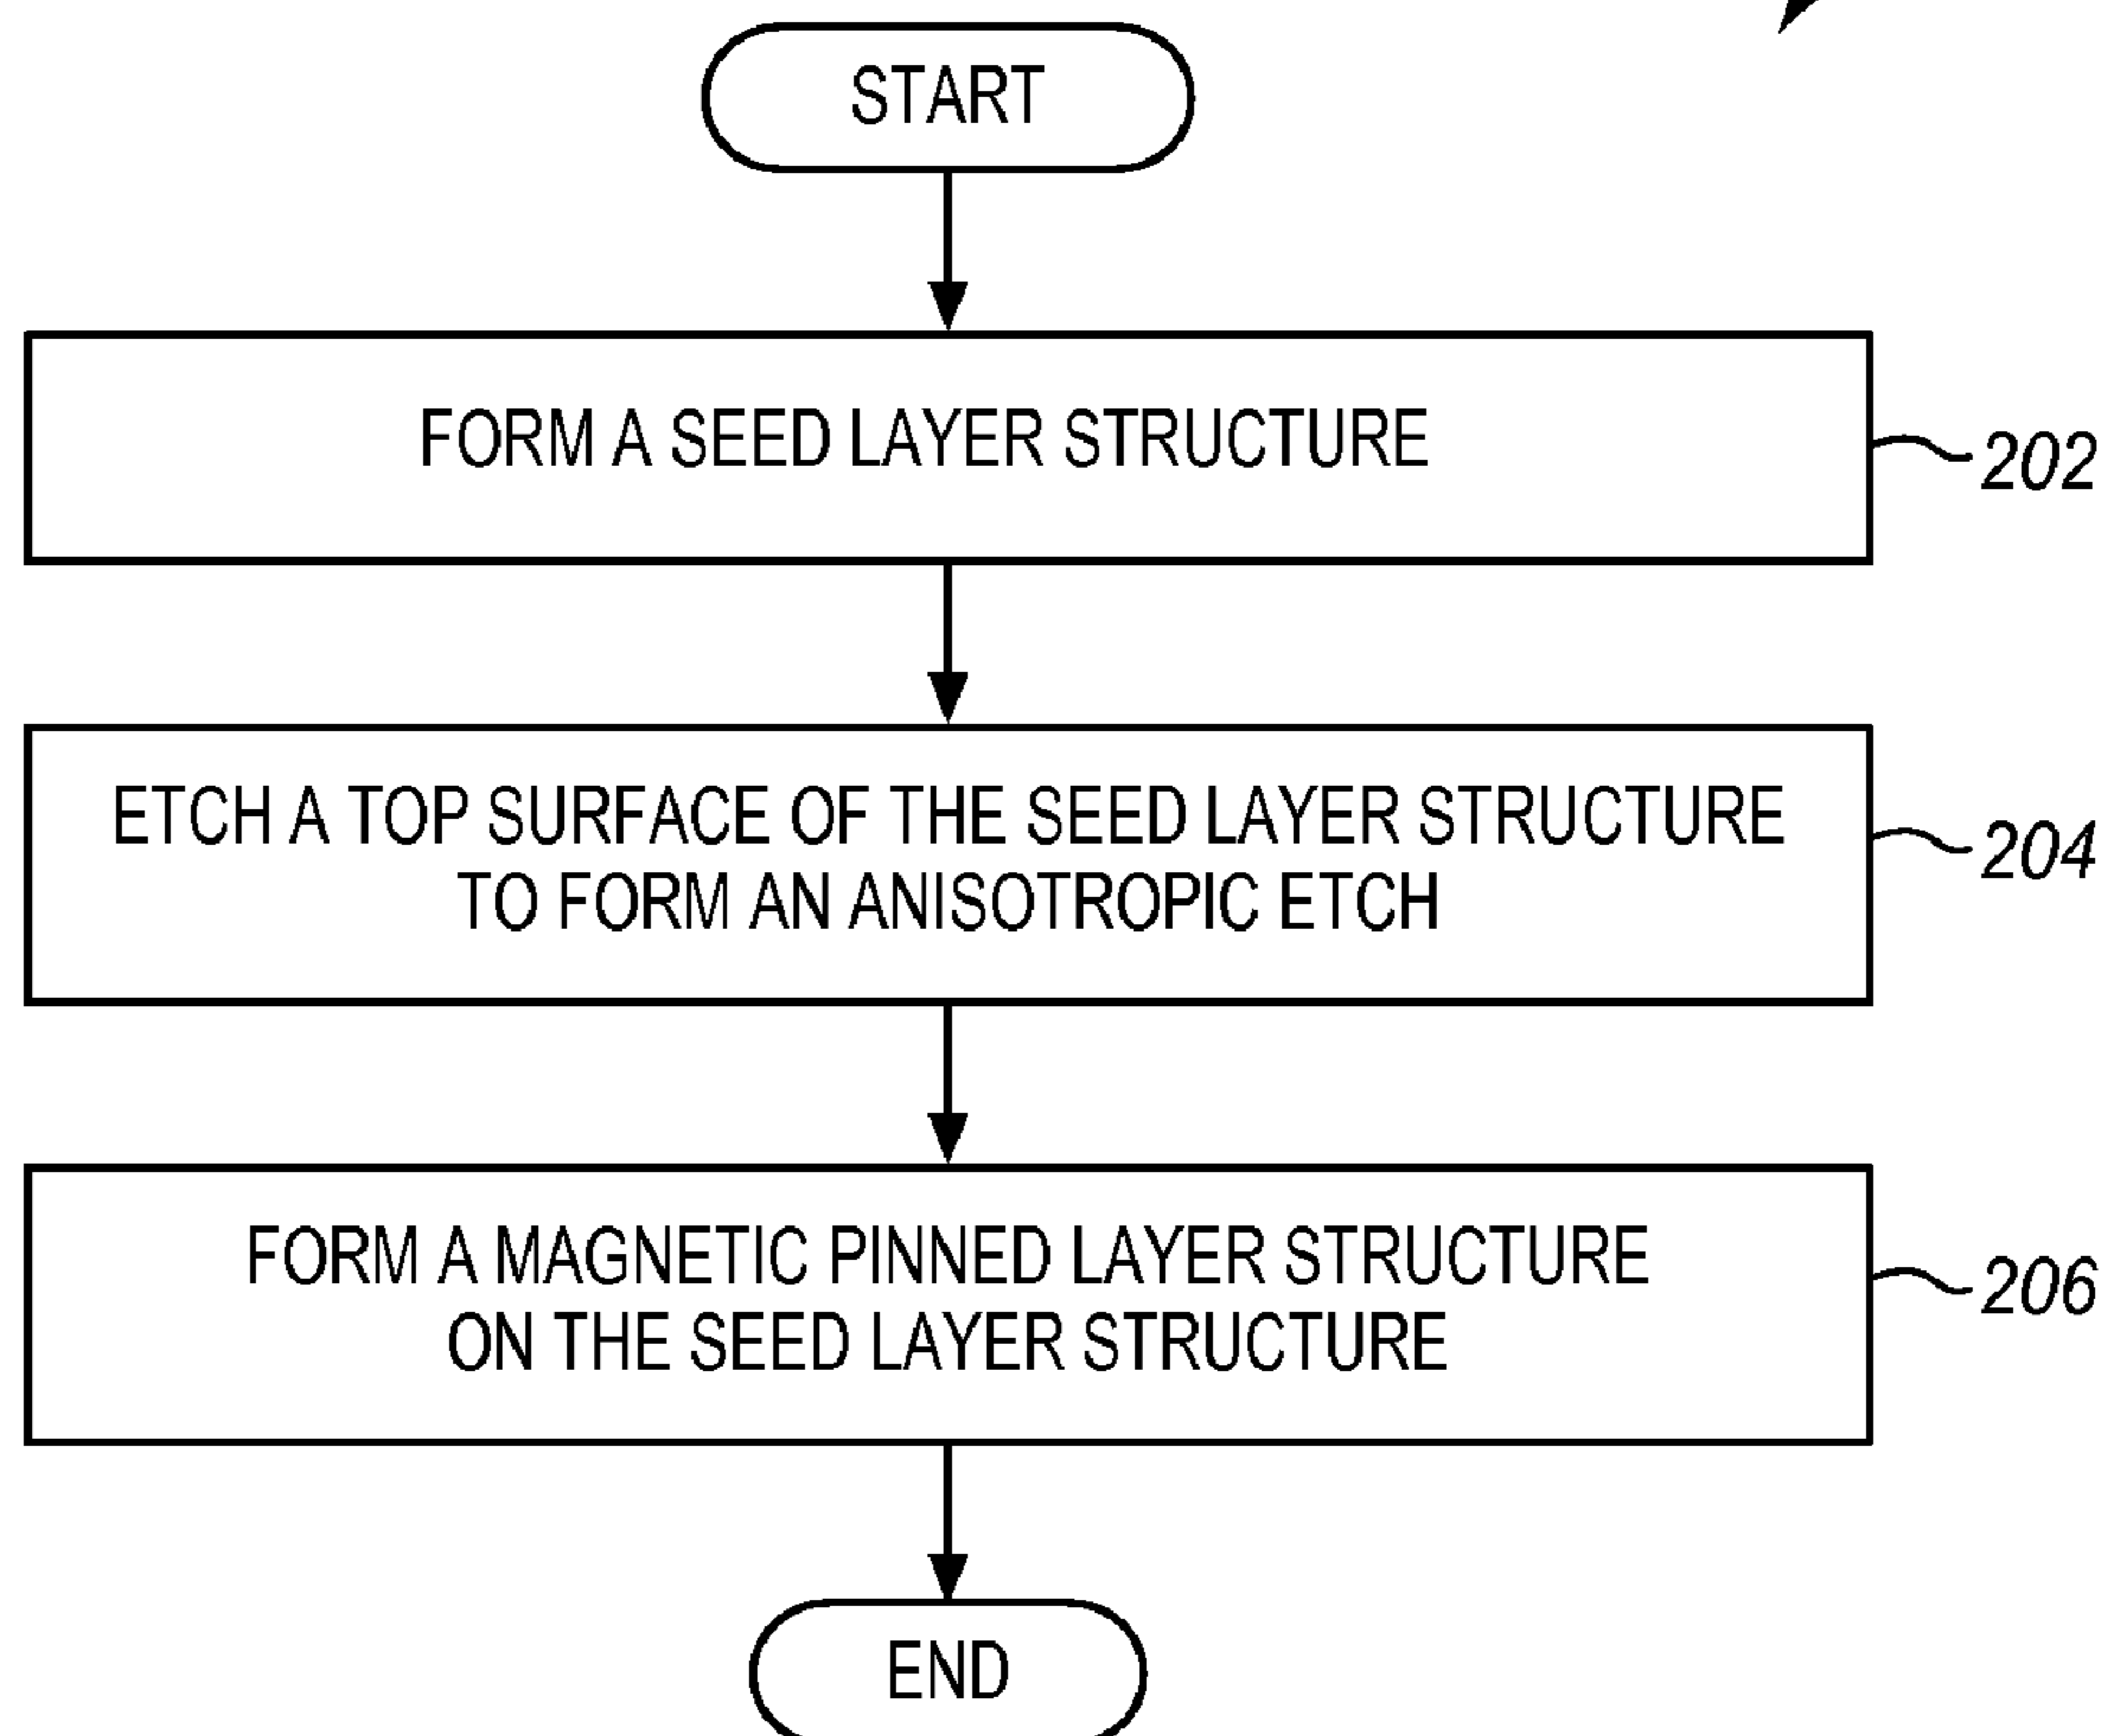 START
FORM A SEED LAYER STRUCTURE
202
ETCH A TOP SURFACE OF THE SEED LAYER STRUCTURE
TO FORM AN ANISOTROPIC ETCH
204
FORM A MAGNETIC PINNED LAYER STRUCTURE
ON THE SEED LAYER STRUCTURE
206
END